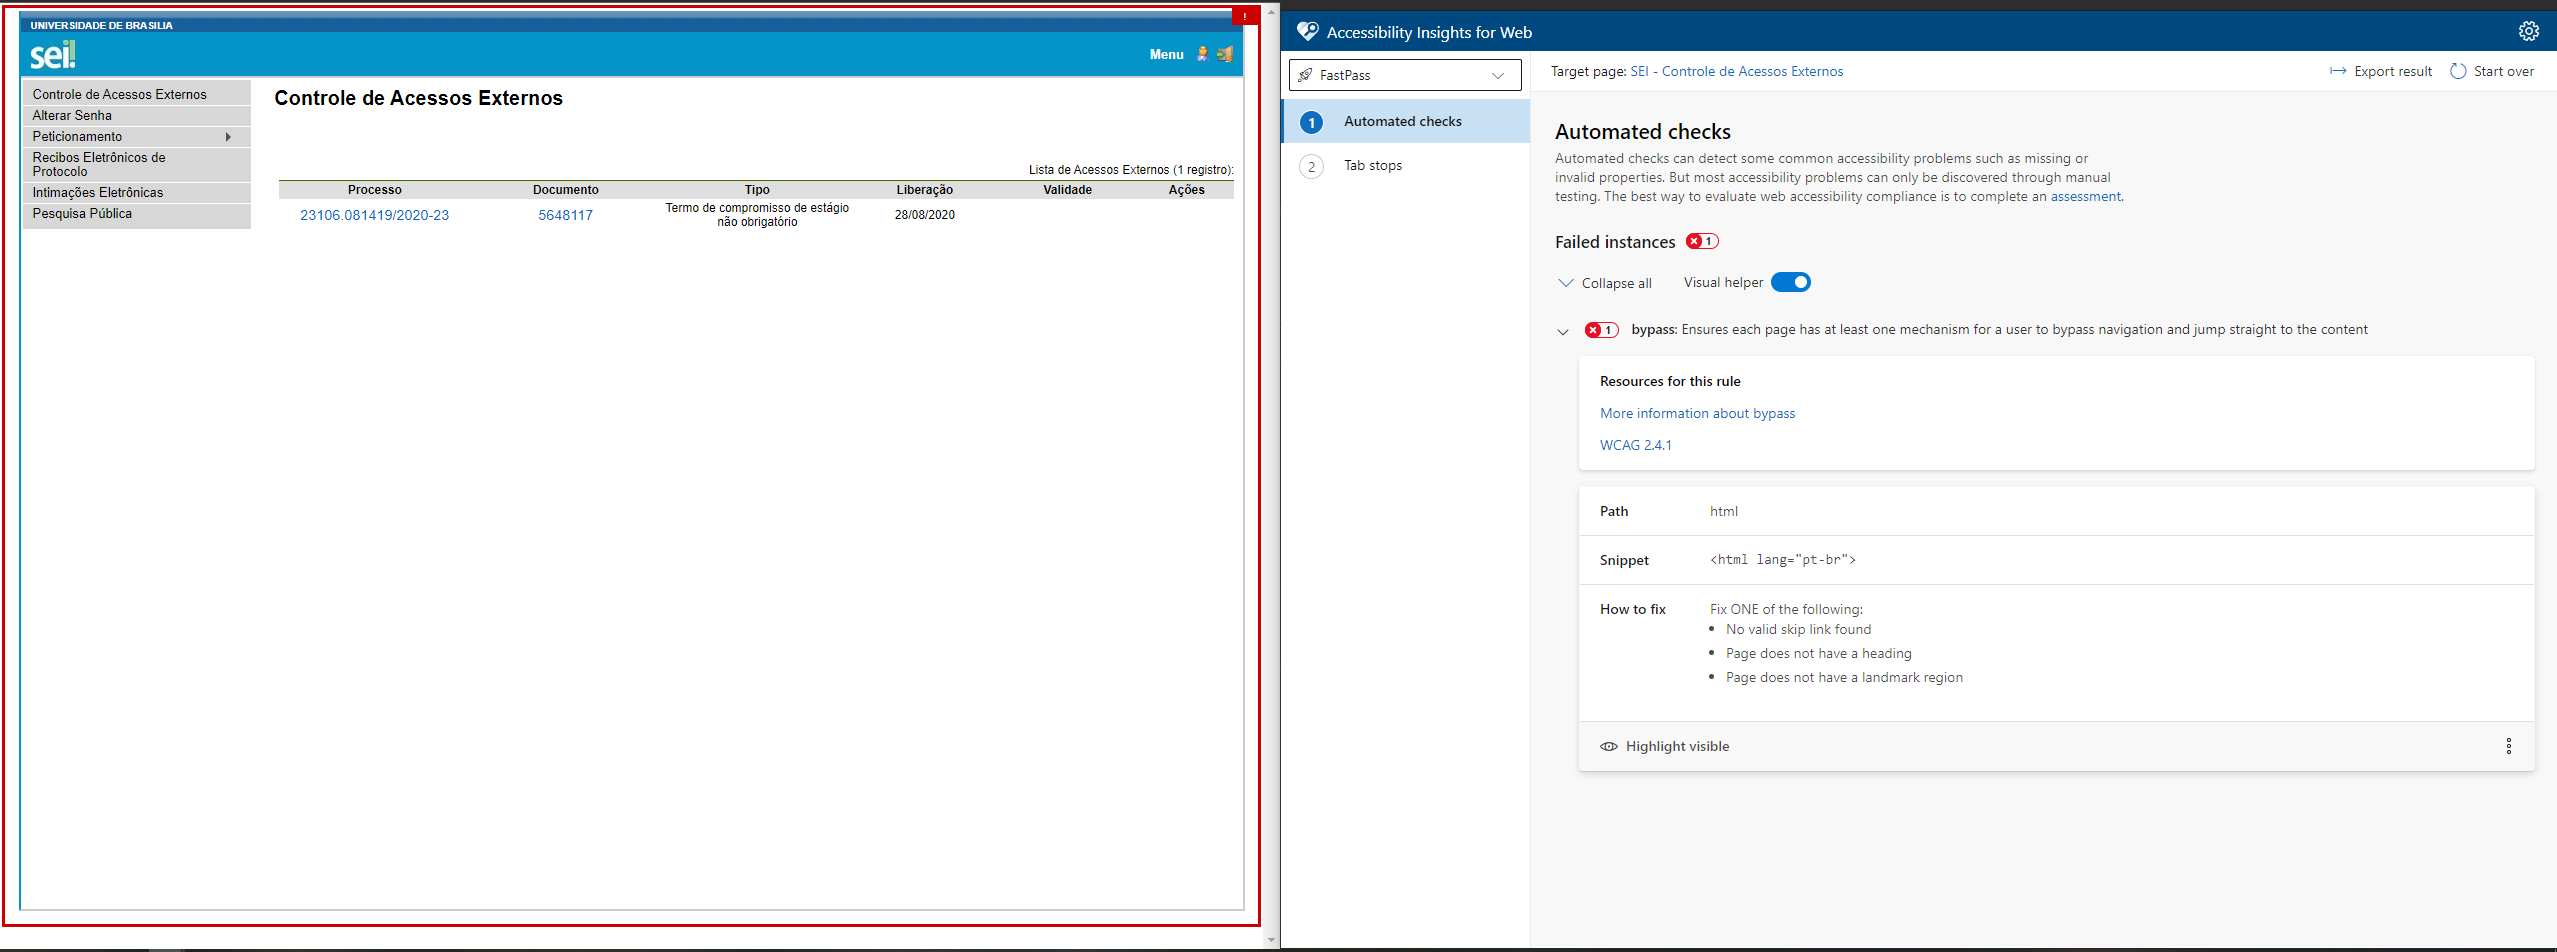 UNIVERSIDADE DE BRASILIA
!
sei!
Menu
Controle de Acessos Externos
Alterar Senha
Peticionamento
Recibos Eletrônicos de
Protocolo
Intimações Eletrônicas
Pesquisa Pública
Controle de Acessos Externos
Lista de Acessos Externos (1 registro):
Processo Documento Tipo Liberação Validade Ações
23106.081419/2020-23 5648117 Termo de compromisso de estágio 28/08/2020
não obrigatório
Accessibility Insights for Web
FastPass
Target page: SEI - Controle de Acessos Externos
Export result Start over
1 Automated checks
2 Tab stops
Automated checks
Automated checks can detect some common accessibility problems such as missing or
invalid properties. But most accessibility problems can only be discovered through manual
testing. The best way to evaluate web accessibility compliance is to complete an assessment.
Failed instances 1
Collapse all Visual helper
1 bypass: Ensures each page has at least one mechanism for a user to bypass navigation and jump straight to the content
Resources for this rule
More information about bypass
WCAG 2.4.1
Path html
Snippet <html lang="pt-br">
How to fix Fix ONE of the following:
• No valid skip link found
• Page does not have a heading
• Page does not have a landmark region
Highlight visible